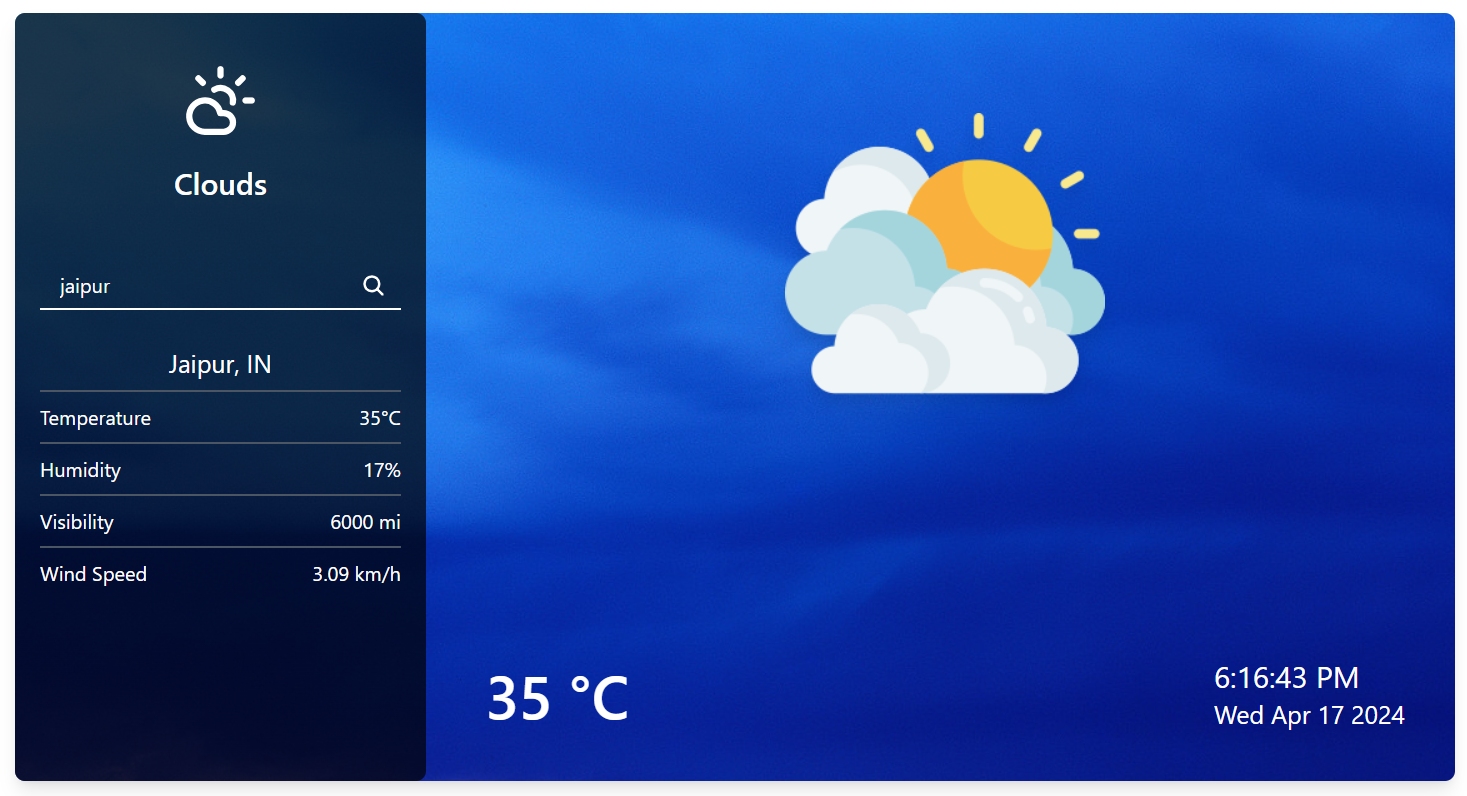 Clouds
jaipur
Jaipur, IN
Temperature 35°C
Humidity 17%
Visibility 6000 mi
Wind Speed 3.09 km/h
35 °C
6:16:43 PM
Wed Apr 17 2024